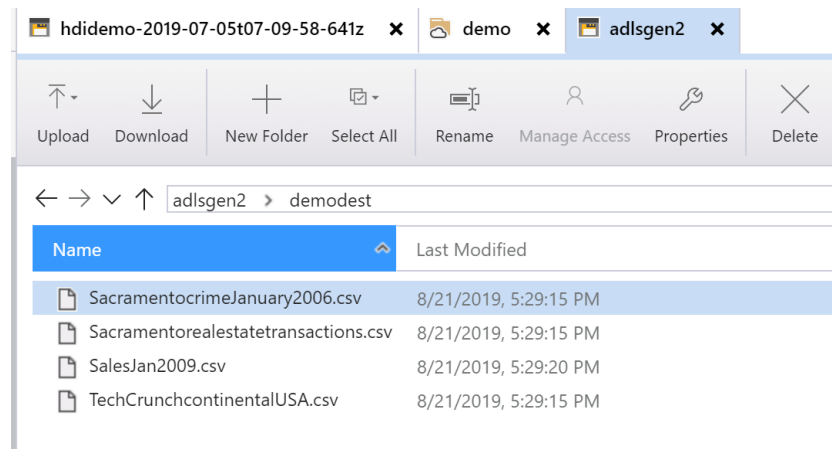 hdidemo-2019-07-05t07-09-58-641z demo adlsgen2
Upload Download New Folder Select All Rename Manage Access Properties Delete
adlsgen2 > demodest
Name Last Modified
SacramentocrimeJanuary2006.csv 8/21/2019, 5:29:15 PM
Sacramentorealestatetransactions.csv 8/21/2019, 5:29:15 PM
SalesJan2009.csv 8/21/2019, 5:29:20 PM
TechCrunchcontinentalUSA.csv 8/21/2019, 5:29:15 PM